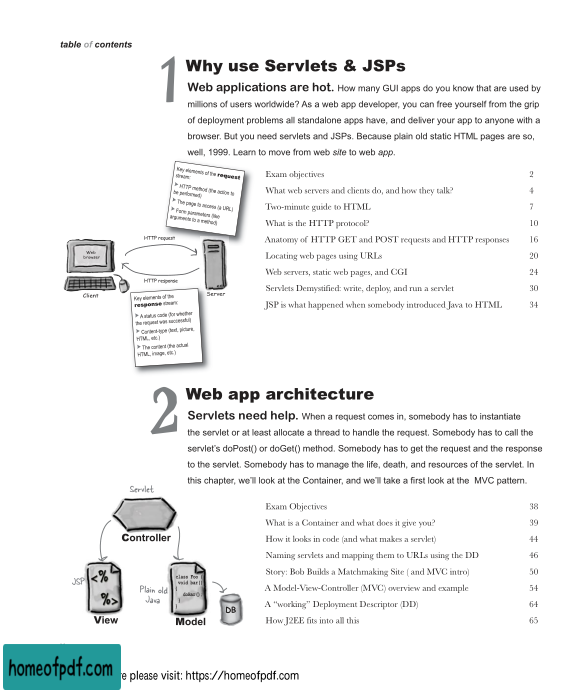 table of contents
1 Why use Servlets & JSPs
Web applications are hot. How many GUI apps do you know that are used by
millions of users worldwide? As a web app developer, you can free yourself from the grip
of deployment problems all standalone apps have, and deliver your app to anyone with a
browser. But you need servlets and JSPs. Because plain old static HTML pages are so,
well, 1999. Learn to move from web site to web app.
Key elements of the request
stream:
HTTP method (the action to
be performed)
The page to access (a URL)
Form parameters (like
arguments to a method)
HTTP request
Web
browser
HTTP response
Client
Server
Key elements of the
response stream:
A status code (for whether
the request was successful)
Content-type (text, picture,
HTML, etc.)
The content (the actual
HTML, image, etc.)
Exam objectives 2
What web servers and clients do, and how they talk? 4
Two-minute guide to HTML 7
What is the HTTP protocol? 10
Anatomy of HTTP GET and POST requests and HTTP responses 16
Locating web pages using URLs 20
Web servers, static web pages, and CGI 24
Servlets Demystified: write, deploy, and run a servlet 30
JSP is what happened when somebody introduced Java to HTML 34
2 Web app architecture
Servlets need help. When a request comes in, somebody has to instantiate
the servlet or at least allocate a thread to handle the request. Somebody has to call the
servlet's doPost() or doGet() method. Somebody has to get the request and the response
to the servlet. Somebody has to manage the life, death, and resources of the servlet. In
this chapter, we'll look at the Container, and we'll take a first look at the MVC pattern.
Servlet
Controller
JSP
<%
%>
View
Plain old
Java
class Foo {
void bar()
{
doBar()
}
}
Model
DB
Exam Objectives 38
What is a Container and what does it give you? 39
How it looks in code (and what makes a servlet) 44
Naming servlets and mapping them to URLs using the DD 46
Story: Bob Builds a Matchmaking Site ( and MVC intro) 50
A Model-View-Controller (MVC) overview and example 54
A "working" Deployment Descriptor (DD) 64
How J2EE fits into all this 65
homeofpdf.com
please visit: https://homeofpdf.com